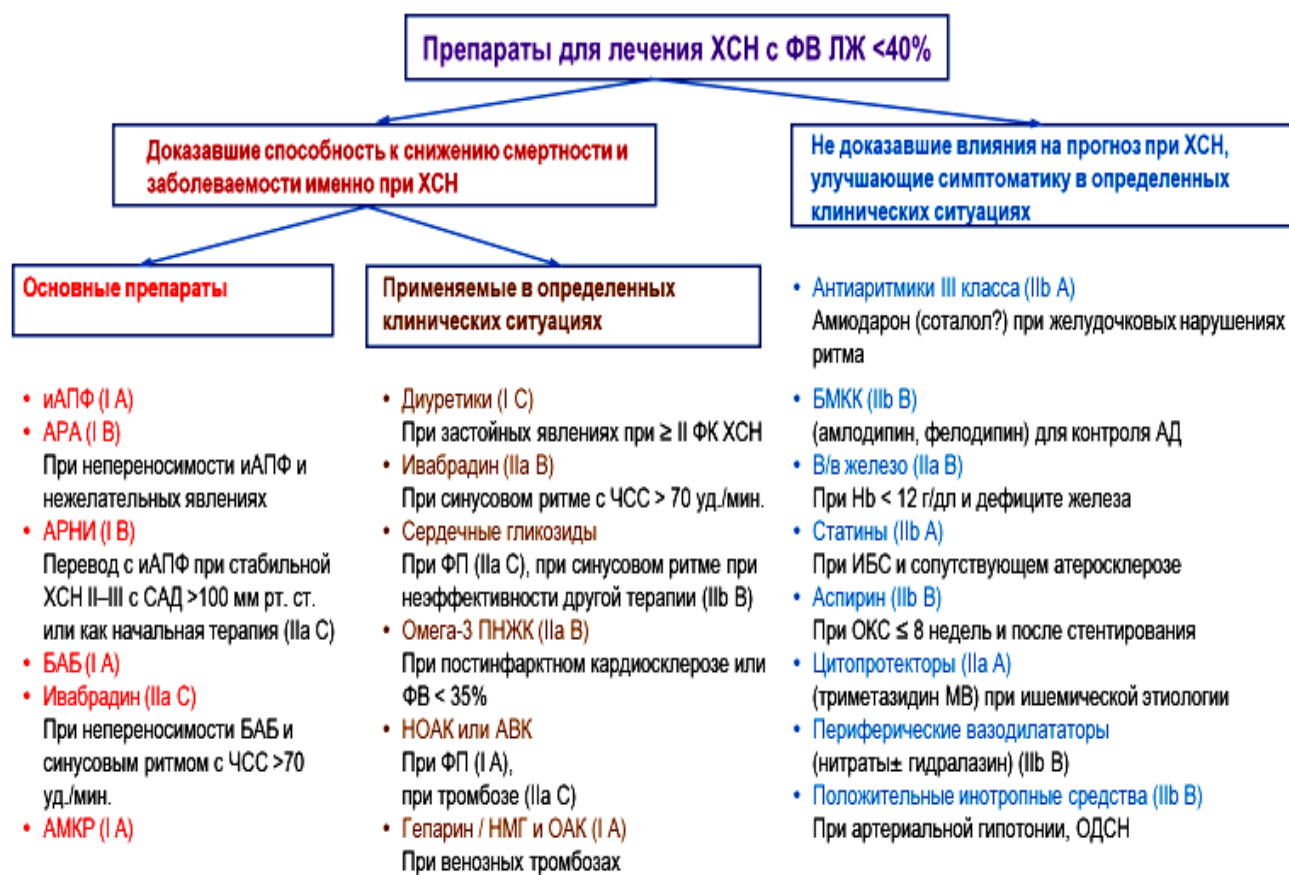 Препараты для лечения ХСН с ФВ ЛЖ <40%
Доказавшие способность к снижению смертности и
заболеваемости именно при ХСН
Не доказавшие влияния на прогноз при ХСН,
улучшающие симптоматику в определенных
клинических ситуациях
Основные препараты
• иАПФ (I A)
• АРА (I B)
При непереносимости иАПФ и
нежелательных явлениях
• АРНИ (I B)
Перевод с иАПФ при стабильной
ХСН II–III с САД >100 мм рт. ст.
или как начальная терапия (IIa C)
• БАБ (I A)
• Ивабрадин (IIa C)
При непереносимости БАБ и
синусовым ритмом с ЧСС >70
уд./мин.
• АМКР (I A)
Применяемые в определенных
клинических ситуациях
• Диуретики (I C)
При застойных явлениях при ≥ II ФК ХСН
• Ивабрадин (IIa B)
При синусовом ритме с ЧСС > 70 уд./мин.
• Сердечные гликозиды
При ФП (IIa C), при синусовом ритме при
неэффективности другой терапии (IIb B)
• Омега-3 ПНЖК (IIa B)
При постинфарктном кардиосклерозе или
ФВ < 35%
• НОАК или АВК
При ФП (I A),
при тромбозе (IIa C)
• Гепарин / НМГ и ОАК (I A)
При венозных тромбозах
• Антиаритмики III класса (IIb A)
Амиодарон (соталол?) при желудочковых нарушениях
ритма
• БМКК (IIb B)
(амлодипин, фелодипин) для контроля АД
• В/в железо (IIa B)
При Hb < 12 г/дл и дефиците железа
• Статины (IIb A)
При ИБС и сопутствующем атеросклерозе
• Аспирин (IIb B)
При ОКС ≤ 8 недель и после стентирования
• Цитопротекторы (IIa A)
(триметазидин МВ) при ишемической этиологии
• Периферические вазодилататоры
(нитраты± гидралазин) (IIb B)
• Положительные инотропные средства (IIb B)
При артериальной гипотонии, ОДСН